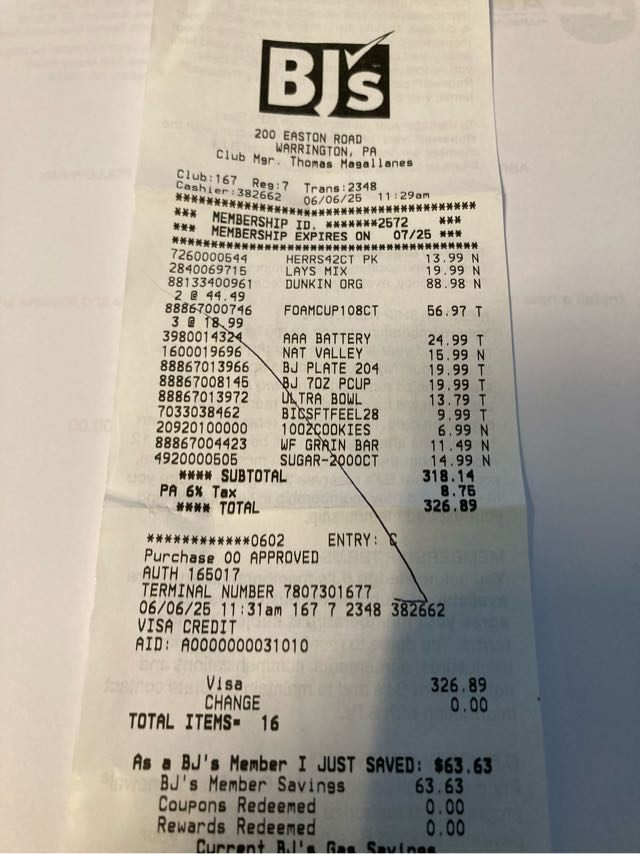 BJ's
200 EASTON ROAD
WARRINGTON, PA
Club Mgr. Thomas Magallanes
Club:167 Reg:7 Trans:2348
Cashier:382662 06/06/25 11:29am
****************************************
*** MEMBERSHIP ID. *******2572 ***
*** MEMBERSHIP EXPIRES ON 07/25 ***
****************************************
7260000544 HERRS42CT PK 13.99 N
2840069715 LAYS MIX 19.99 N
88133400961 DUNKIN ORG 88.98 N
2 @ 44.49
88867000746 FOAMCUP108CT 56.97 T
3 @ 18.99
3980014324 AAA BATTERY 24.99 T
1600019696 NAT VALLEY 15.99 N
88867013966 BJ PLATE 204 19.99 T
88867008145 BJ 7OZ PCUP 19.99 T
88867013972 ULTRA BOWL 13.79 T
7033038462 BICSFTFEEL28 9.99 T
20920100000 100ZCOOKIES 6.99 N
88867004423 WF GRAIN BAR 11.49 N
4920000505 SUGAR-2000CT 14.99 N
**** SUBTOTAL 318.14
PA 6% Tax 8.75
**** TOTAL 326.89
************0602 ENTRY: C
Purchase 00 APPROVED
AUTH 165017
TERMINAL NUMBER 7807301677
06/06/25 11:31am 167 7 2348 382662
VISA CREDIT
AID: A0000000031010
Visa 326.89
CHANGE 0.00
TOTAL ITEMS= 16
As a BJ's Member I JUST SAVED: $63.63
BJ's Member Savings 63.63
Coupons Redeemed 0.00
Rewards Redeemed 0.00
Current BJ's Gas Savings